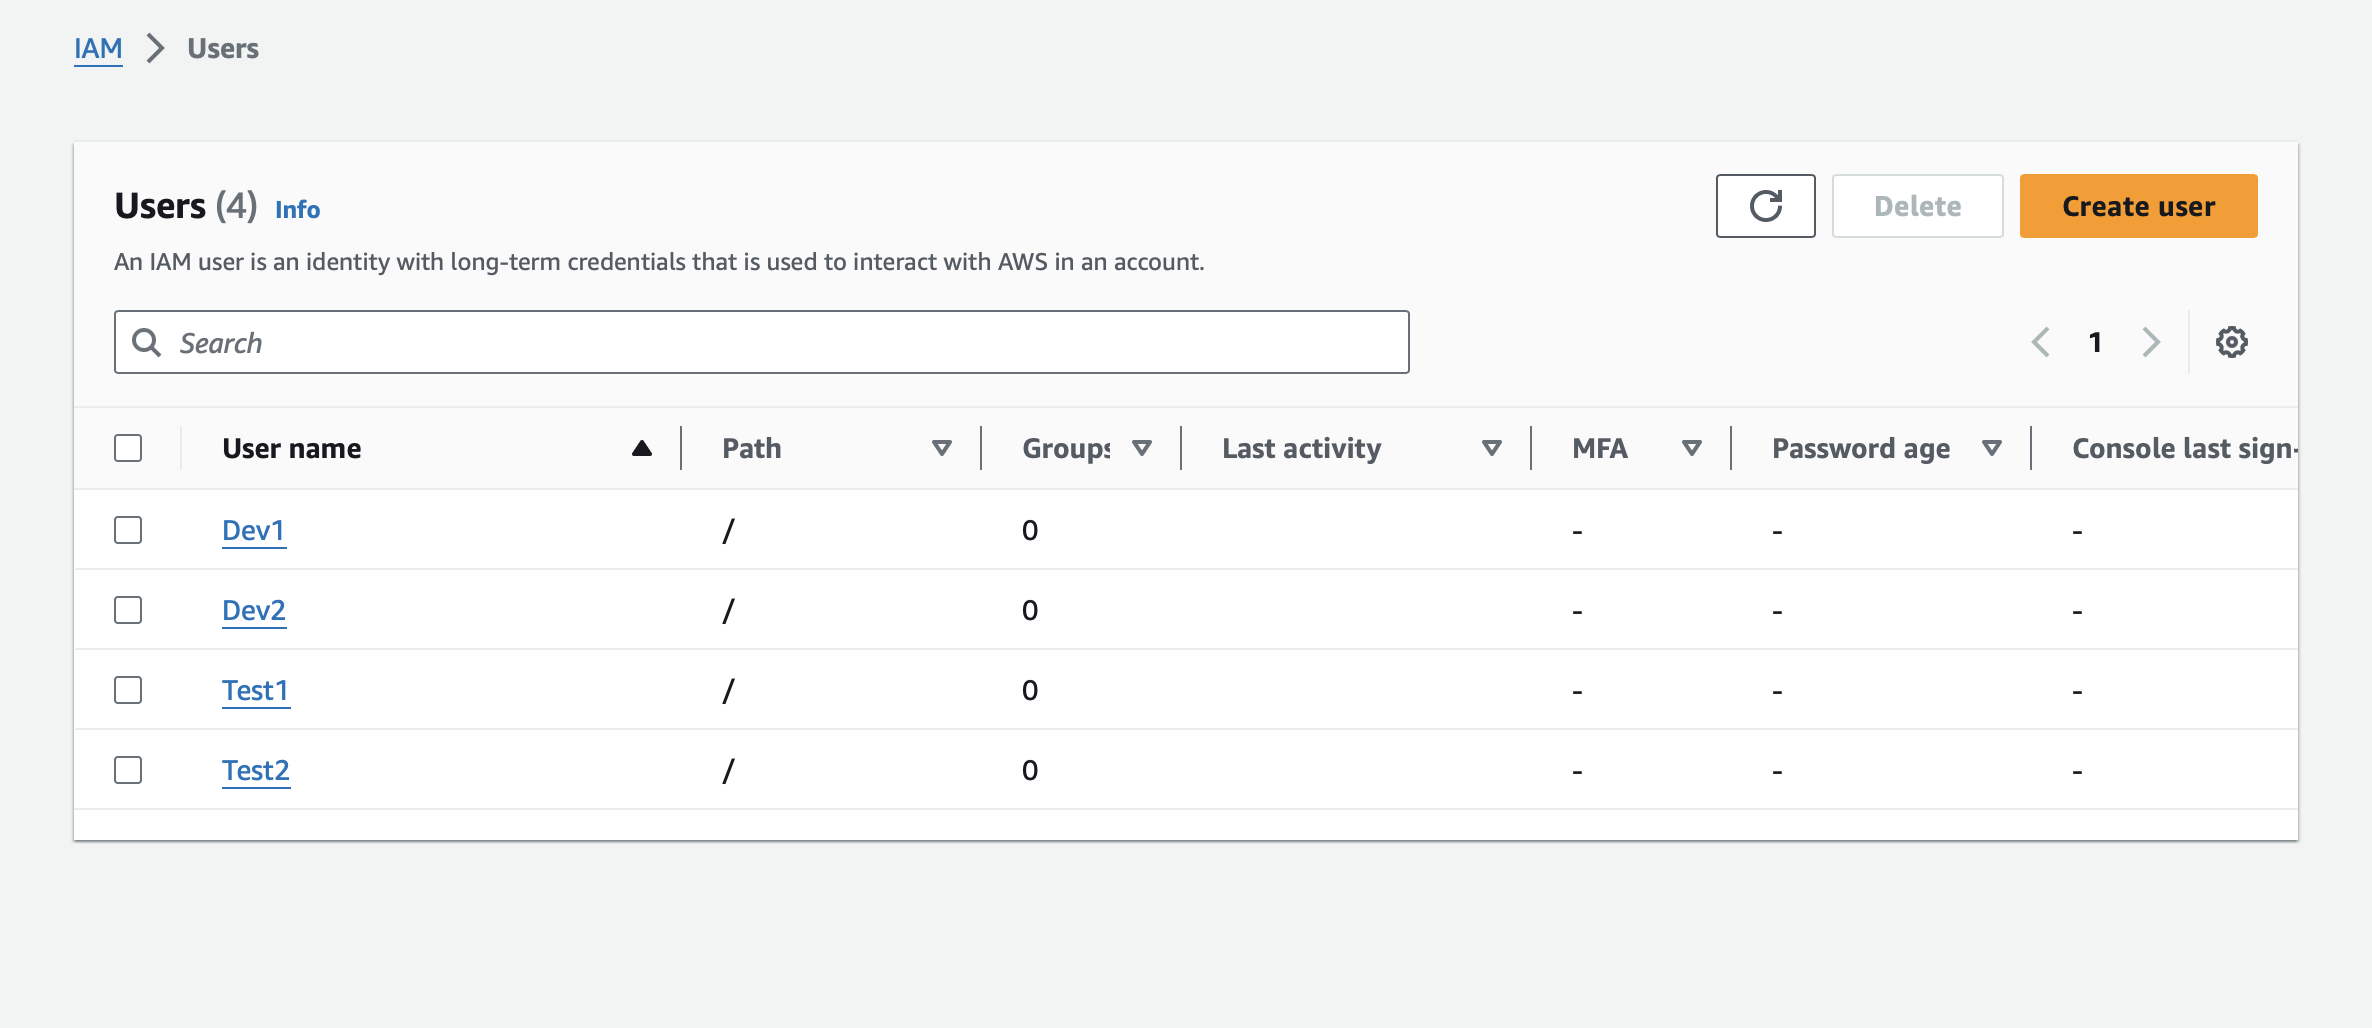 IAM > Users
Users (4) Info
Delete
Create user
An IAM user is an identity with long-term credentials that is used to interact with AWS in an account.
Search
1
User name Path Groups Last activity MFA Password age Console last sign-
Dev1 / 0 - - -
Dev2 / 0 - - -
Test1 / 0 - - -
Test2 / 0 - - -